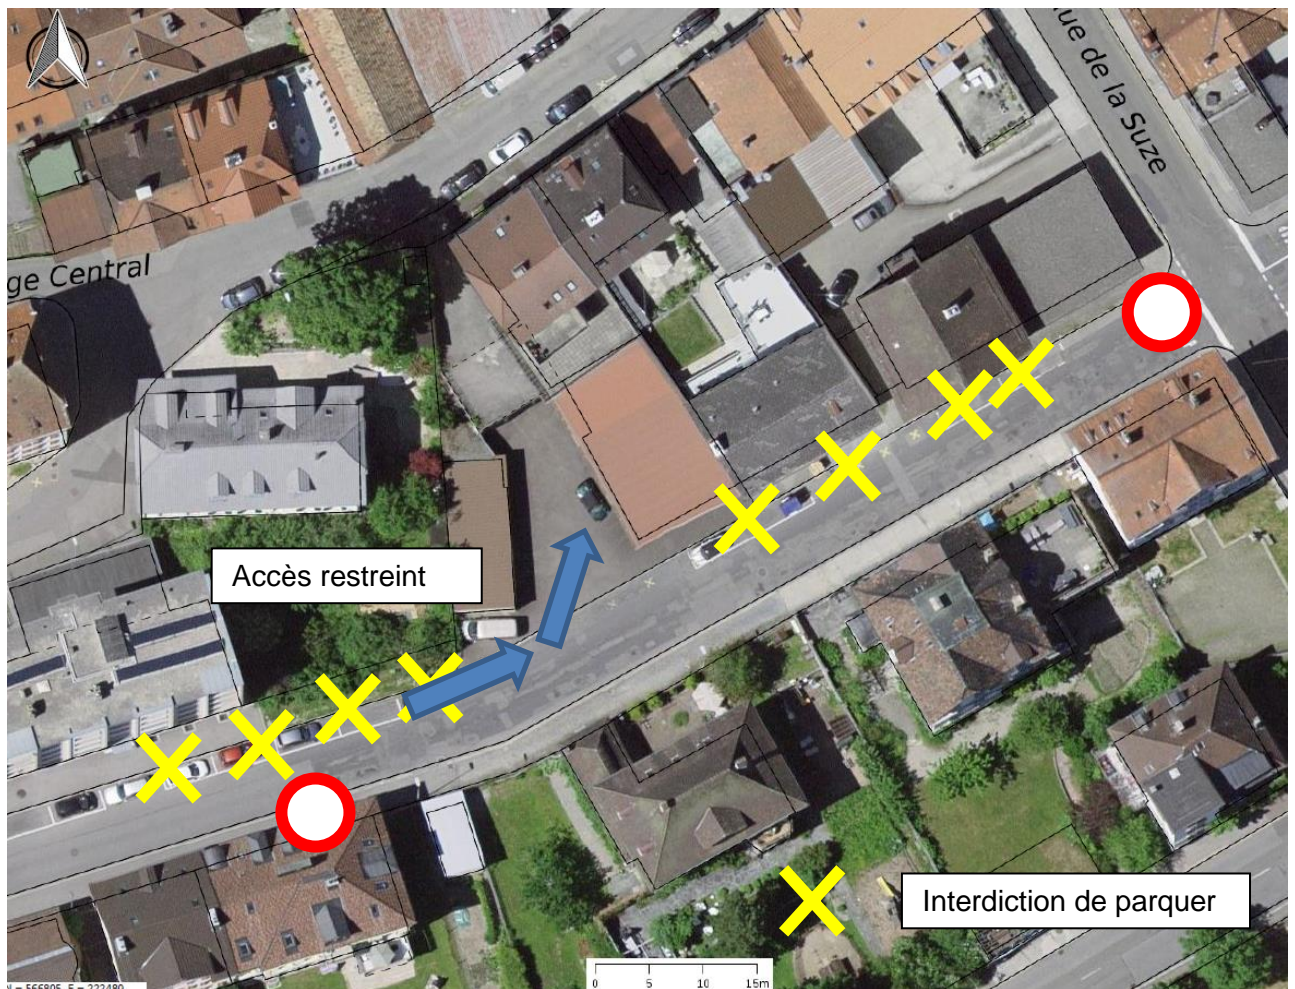 ue de la Suze
ge Central
Accès restreint
Interdiction de parquer
0 5 10 15m